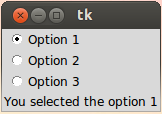 tk
Option 1
Option 2
Option 3
You selected the option 1